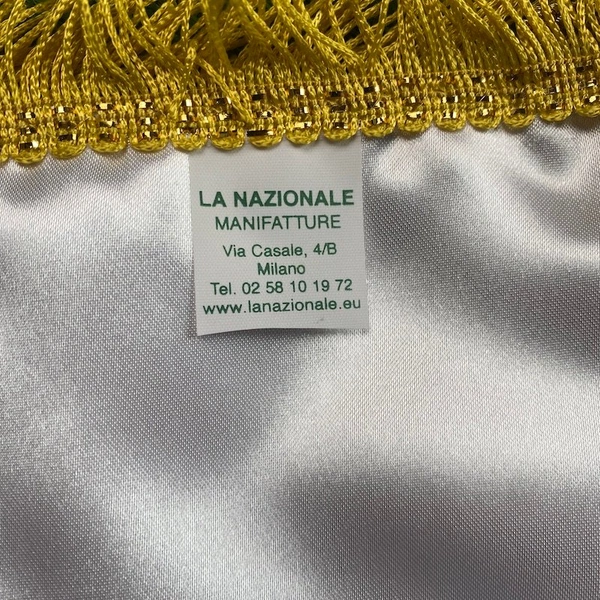 LA NAZIONALE
MANIFATTURE
Via Casale, 4/B
Milano
Tel. 02 58 10 19 72
www.lanazionale.eu